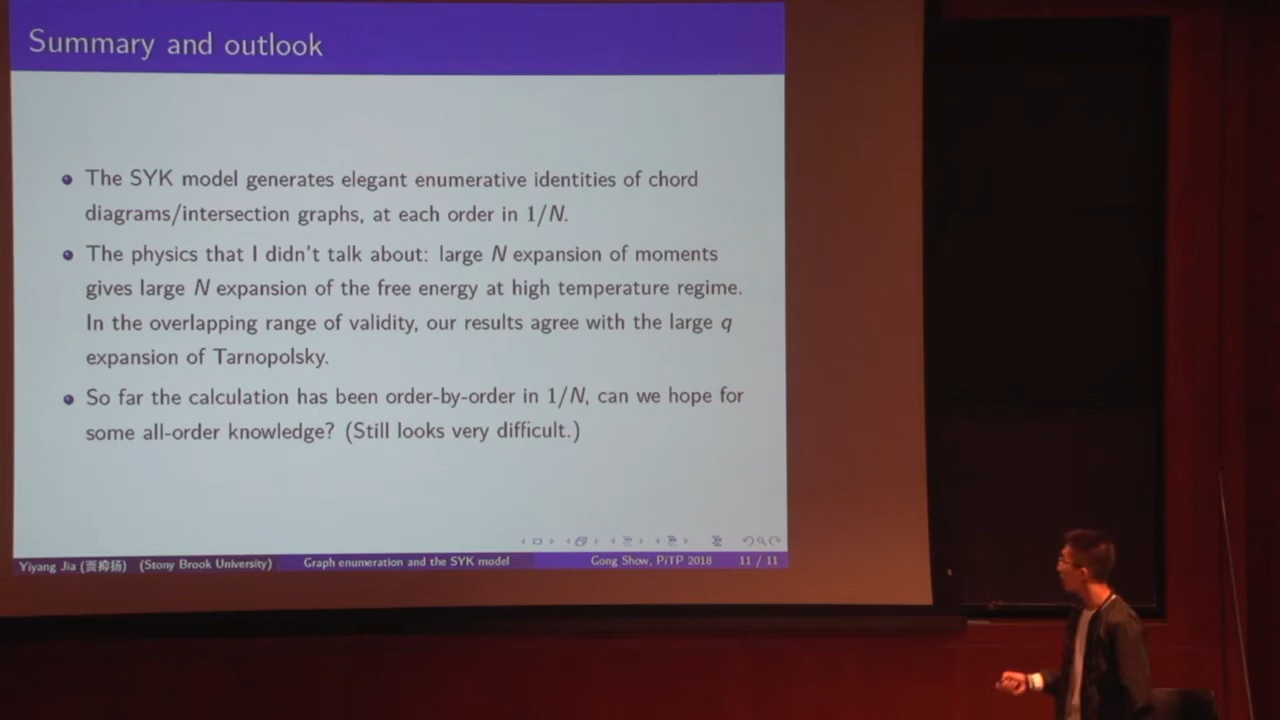 Summary and outlook
The SYK model generates elegant enumerative identities of chord
diagrams/intersection graphs, at each order in 1/N.
The physics that I didn't talk about: large N expansion of moments
gives large N expansion of the free energy at high temperature regime.
In the overlapping range of validity, our results agree with the large q
expansion of Tarnopolsky.
So far the calculation has been order-by-order in 1/N, can we hope for
some all-order knowledge? (Still looks very difficult.)
Yiyang Jia (贾抑扬) (Stony Brook University) Graph enumeration and the SYK model Gong Show, PiTP 2018 11 / 11